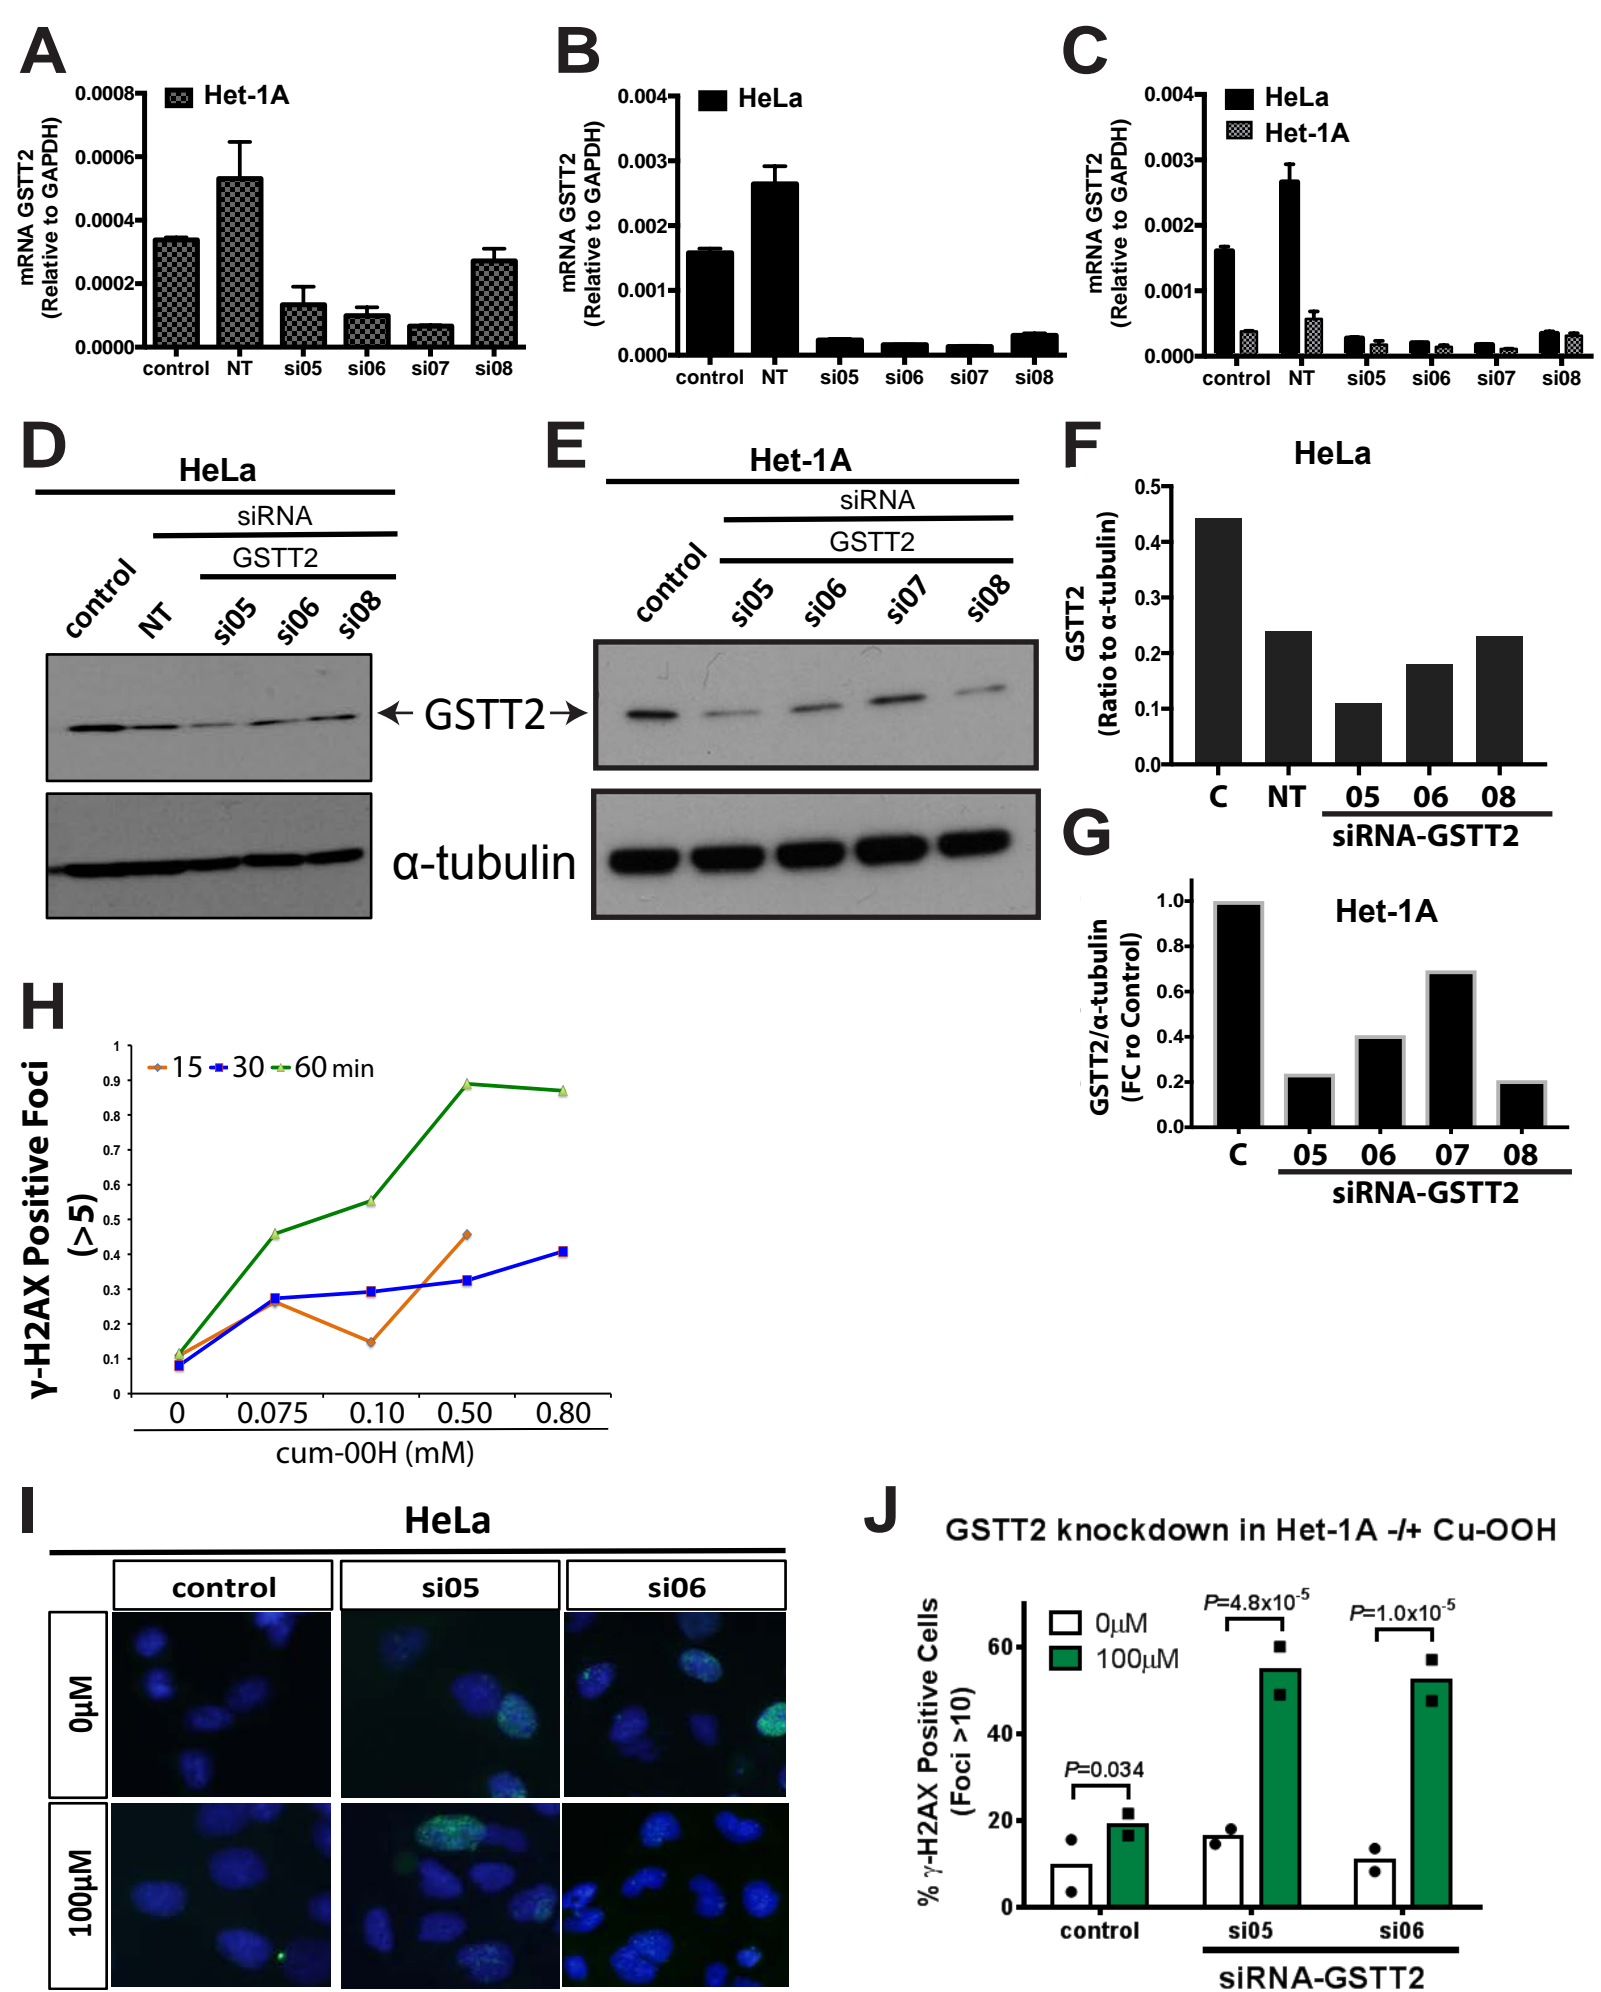 A
Het-1A
mRNA GSTT2
(Relative to GAPDH)
0.0008
0.0006
0.0004
0.0002
0.0000
control NT si05 si06 si07 si08
B
HeLa
mRNA GSTT2
(Relative to GAPDH)
0.004
0.003
0.002
0.001
0.000
control NT si05 si06 si07 si08
C
HeLa
Het-1A
mRNA GSTT2
(Relative to GAPDH)
0.004
0.003
0.002
0.001
0.000
control NT si05 si06 si07 si08
D
HeLa
siRNA
GSTT2
control NT si05 si06 si08
GSTT2
α-tubulin
E
Het-1A
siRNA
GSTT2
control si05 si06 si07 si08
F
HeLa
GSTT2
(Ratio to α-tubulin)
0.5
0.4
0.3
0.2
0.1
0.0
C NT 05 06 08
siRNA-GSTT2
G
Het-1A
GSTT2/α-tubulin
(FC ro Control)
1.0
0.8
0.6
0.4
0.2
0.0
C 05 06 07 08
siRNA-GSTT2
H
15 30 60 min
γ-H2AX Positive Foci
(>5)
1
0.9
0.8
0.7
0.6
0.5
0.4
0.3
0.2
0.1
0
0 0.075 0.10 0.50 0.80
cum-00H (mM)
I
HeLa
control si05 si06
0μM
100μM
J
GSTT2 knockdown in Het-1A -/+ Cu-OOH
0μM
100μM
% γ-H2AX Positive Cells
(Foci >10)
60
40
20
0
P=0.034
P=4.8x10-5
P=1.0x10-5
control si05 si06
siRNA-GSTT2